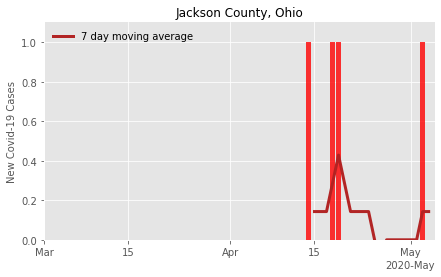 Jackson County, Ohio
7 day moving average
New Covid-19 Cases
1.0
0.8
0.6
0.4
0.2
0.0
Mar 15 Apr 15 May
2020-May